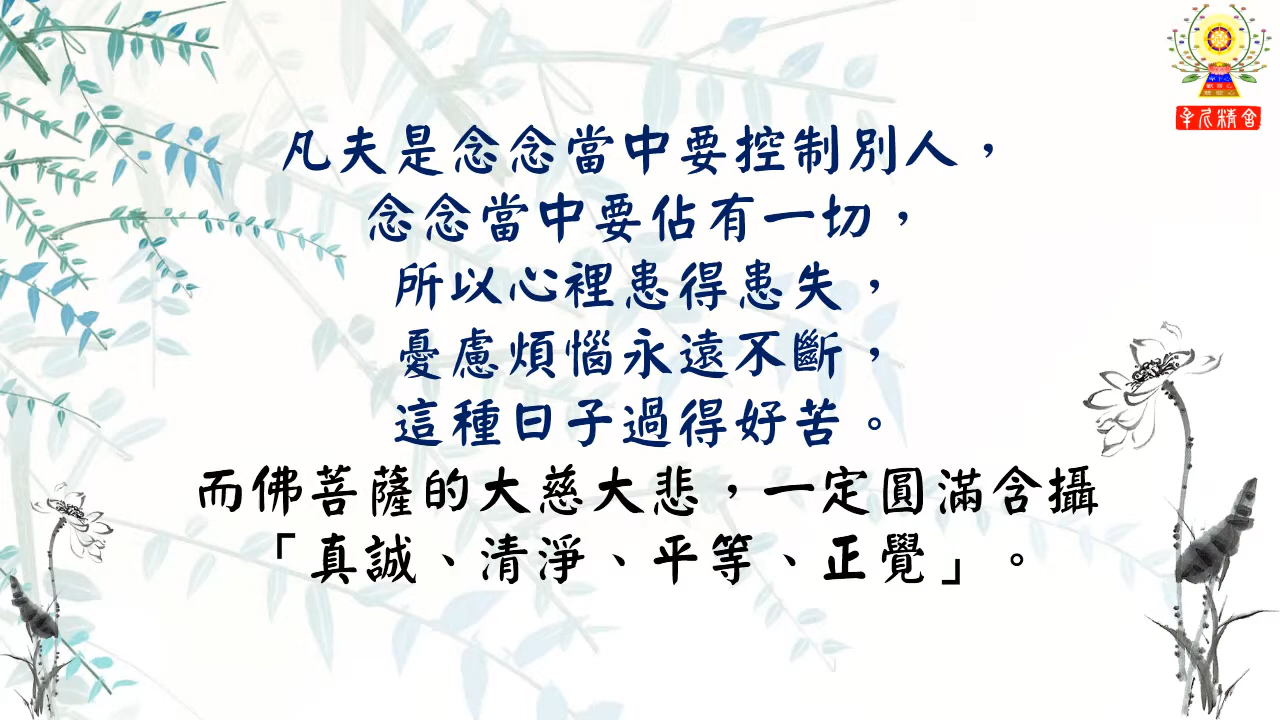 凡夫是念念當中要控制別人，
念念當中要佔有一切，
所以心裡患得患失，
憂慮煩惱永遠不斷，
這種日子過得好苦。
而佛菩薩的大慈大悲，一定圓滿含攝
「真誠、清淨、平等、正覺」。